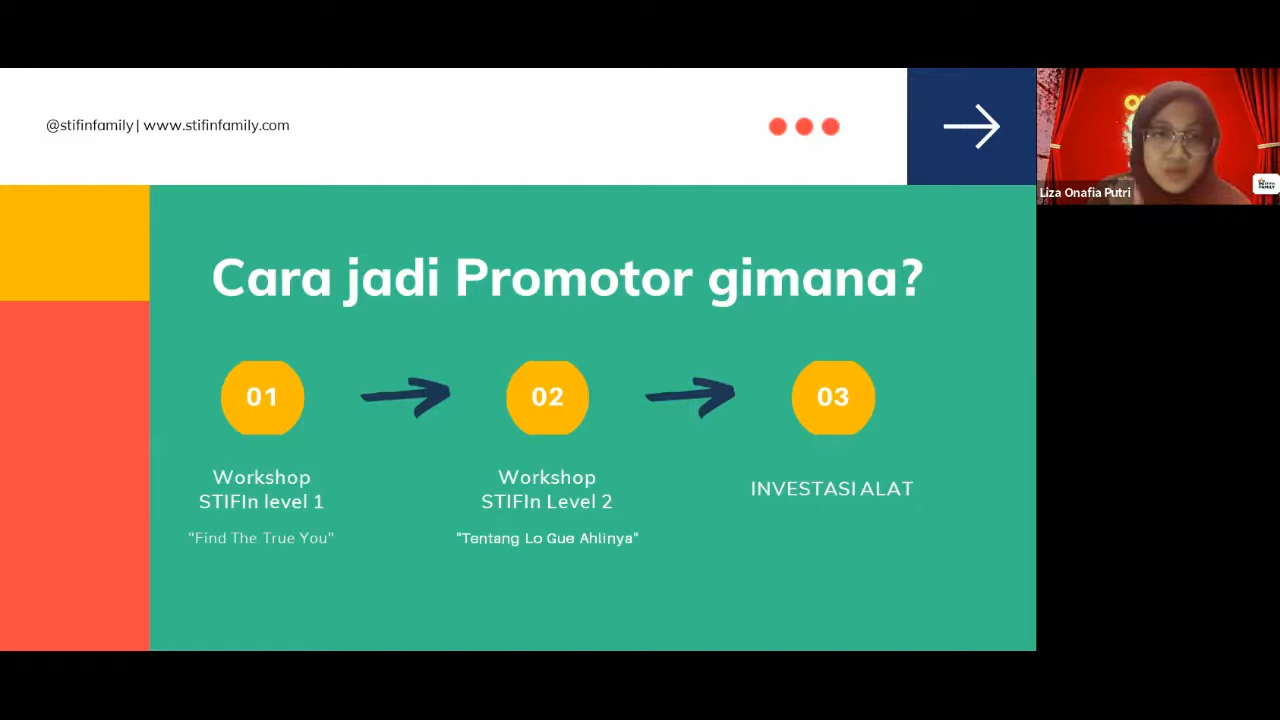 @stifinfamily | www.stifinfamily.com
Liza Onafia Putri
Cara jadi Promotor gimana?
01
02
03
Workshop
STIFIn level 1
"Find The True You"
Workshop
STIFIn Level 2
"Tentang Lo Gue Ahlinya"
INVESTASI ALAT